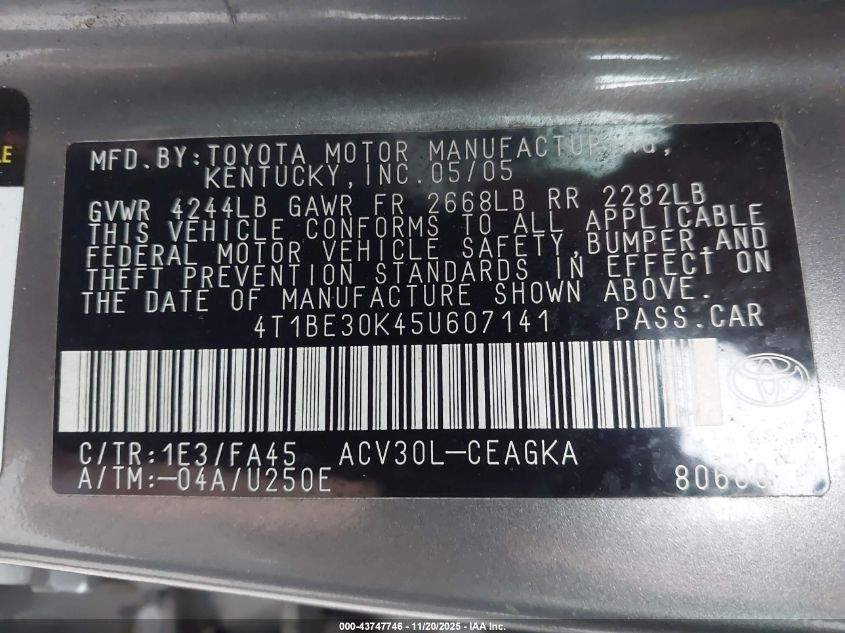 LE
MFD.BY:TOYOTA MOTOR MANUFACTURING,
KENTUCKY,INC.05/05
GVWR 4244LB GAWR FR 2668LB RR 2282LB
THIS VEHICLE CONFORMS TO ALL APPLICABLE
FEDERAL MOTOR VEHICLE SAFETY,BUMPER,AND
THEFT PREVENTION STANDARDS IN EFFECT ON
THE DATE OF MANUFACTURE SHOWN ABOVE.
4T1BE30K45U607141 PASS.CAR
C/TR:1E3/FA45 ACV30L-CEAGKA
A/TM:-04A/U250E
000-43747746 - 11/20/2025 - IAA Inc.